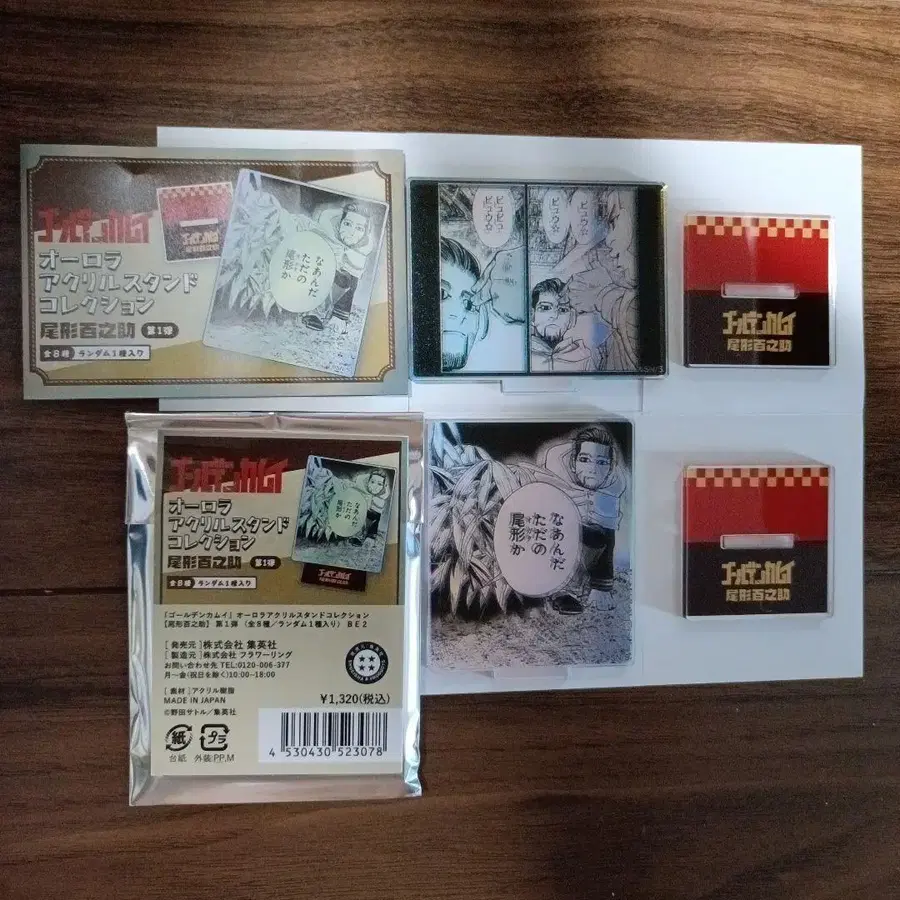 ゴールデンカムイ
オーロラ
アクリルスタンド
コレクション
尾形百之助 第1弾
全8種 ランダム1種入り
なあんだ
ただの
尾形か
ピュピュ
ピュウ☆
ピュ
ピュウ☆
ゴールデンカムイ
尾形百之助
ゴールデンカムイ
オーロラ
アクリルスタンド
コレクション
尾形百之助 第1弾
全8種 ランダム1種入り
なあんだ
ただの
尾形か
『ゴールデンカムイ』オーロラアクリルスタンドコレクション
【尾形百之助】第1弾 (全8種/ランダム1種入り) BE2
[ 発売元 ]株式会社 集英社
[ 製造元 ]株式会社 フラワーリング
お問い合わせ先 TEL:0120-006-377
月〜金(祝日を除く)10:00-18:00
[ 素材 ]アクリル樹脂
MADE IN JAPAN
©野田サトル/集英社
¥1,320(税込)
4 530430 523078
紙 プラ
台紙 外装:PP,M
なあんだ
ただの
尾形か
ゴールデンカムイ
尾形百之助